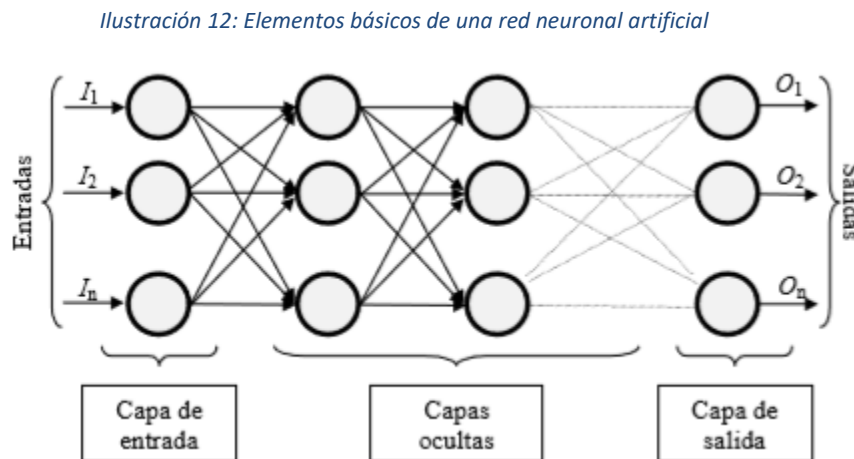 Ilustración 12: Elementos básicos de una red neuronal artificial
Entradas
I1
I2
In
O1
O2
On
Salidas
Capa de
entrada
Capas
ocultas
Capa de
salida